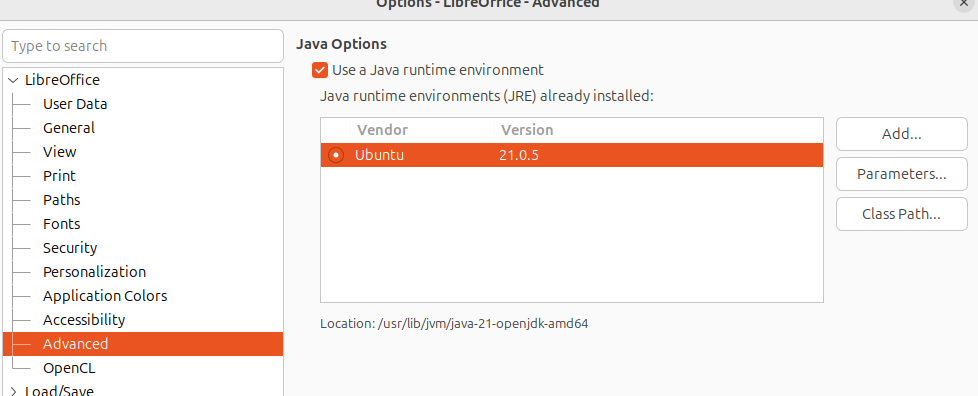 Options - LibreOffice - Advanced
Type to search
LibreOffice
User Data
General
View
Print
Paths
Fonts
Security
Personalization
Application Colors
Accessibility
Advanced
OpenCL
Load/Save
Java Options
Use a Java runtime environment
Java runtime environments (JRE) already installed:
Vendor Version
Ubuntu 21.0.5
Add...
Parameters...
Class Path...
Location: /usr/lib/jvm/java-21-openjdk-amd64